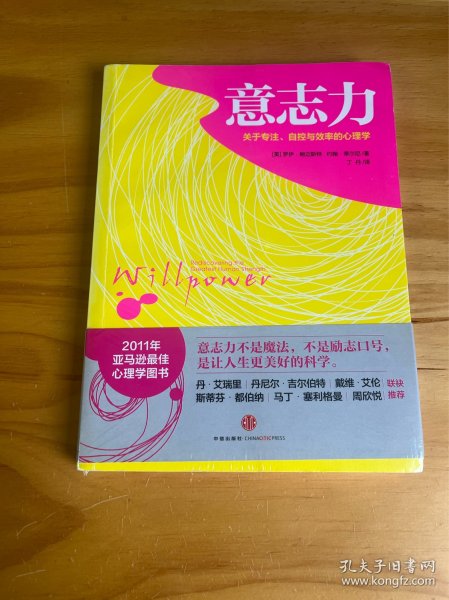 意志力
关于专注、自控与效率的心理学
[美]罗伊·鲍迈斯特 约翰·蒂尔尼/著
丁丹/译
Rediscovering the
Greatest Human Strength
Willpower
2011年
亚马逊最佳
心理学图书
意志力不是魔法，不是励志口号，
是让人生更美好的科学。
丹·艾瑞里 | 丹尼尔·吉尔伯特 | 戴维·艾伦 联袂
斯蒂芬·都伯纳 | 马丁·塞利格曼 | 周欣悦 推荐
中信出版社·CHINA CITIC PRESS
孔夫子旧书网
www.kongfz.com